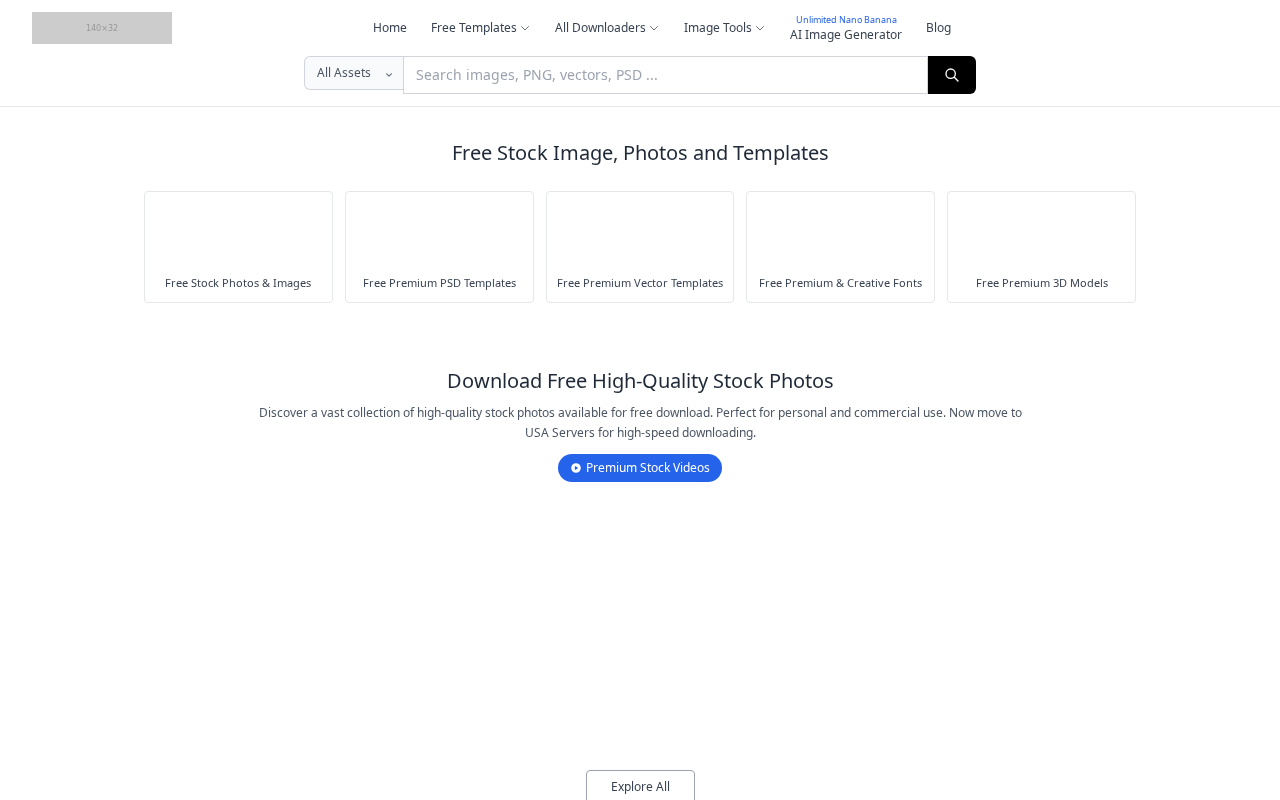 140×32
Home
Free Templates
All Downloaders
Image Tools
Unlimited Nano Banana
AI Image Generator
Blog
All Assets
Search images, PNG, vectors, PSD ...
Free Stock Image, Photos and Templates
Free Stock Photos & Images
Free Premium PSD Templates
Free Premium Vector Templates
Free Premium & Creative Fonts
Free Premium 3D Models
Download Free High-Quality Stock Photos
Discover a vast collection of high-quality stock photos available for free download. Perfect for personal and commercial use. Now move to
USA Servers for high-speed downloading.
Premium Stock Videos
Explore All